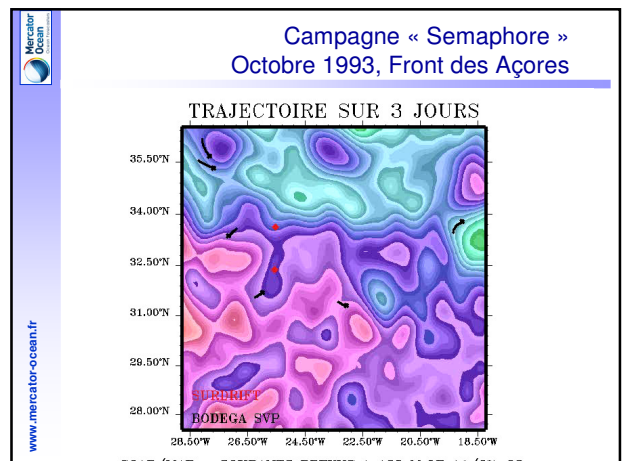 Mercator
Ocean
Campagne « Semaphore »
Octobre 1993, Front des Açores
TRAJECTOIRE SUR 3 JOURS
35.50°N
34.00°N
32.50°N
31.00°N
29.50°N
28.00°N
SURDRIFT
BODEGA SVP
28.50°W
26.50°W
24.50°W
22.50°W
20.50°W
18.50°W
www.mercator-ocean.fr